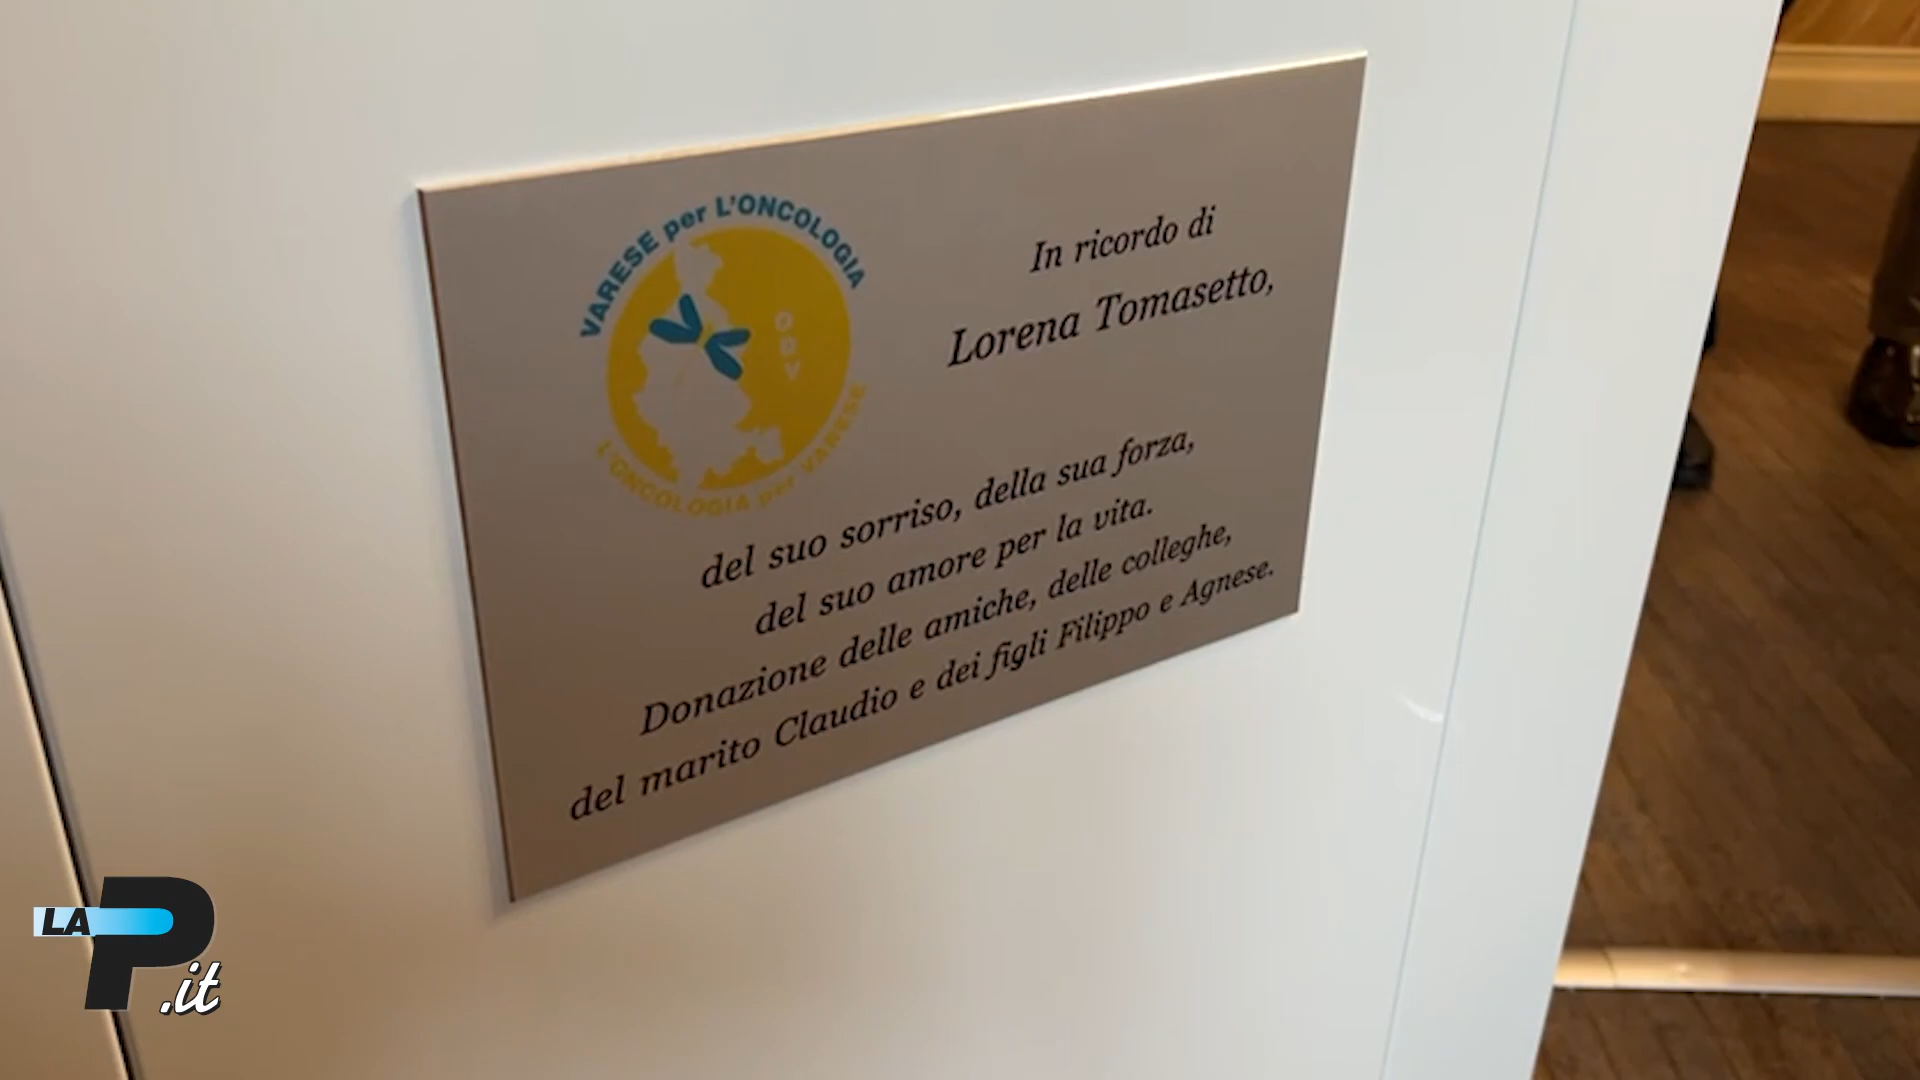 VARESE per L'ONCOLOGIA
O
R
V
L'ONCOLOGIA per VARESE
In ricordo di
Lorena Tomasetto,
del suo sorriso, della sua forza,
del suo amore per la vita.
Donazione delle amiche, delle colleghe,
del marito Claudio e dei figli Filippo e Agnese.
LA P.it